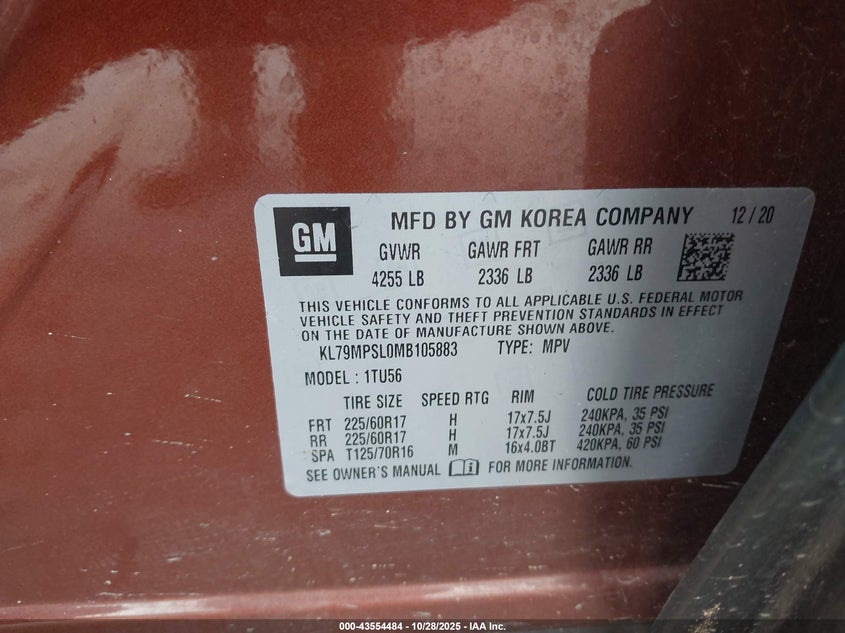 GM MFD BY GM KOREA COMPANY 12/20
GVWR GAWR FRT GAWR RR
4255 LB 2336 LB 2336 LB
THIS VEHICLE CONFORMS TO ALL APPLICABLE U.S. FEDERAL MOTOR
VEHICLE SAFETY AND THEFT PREVENTION STANDARDS IN EFFECT
ON THE DATE OF MANUFACTURE SHOWN ABOVE.
KL79MPSL0MB105883 TYPE: MPV
MODEL : 1TU56
TIRE SIZE SPEED RTG RIM COLD TIRE PRESSURE
FRT 225/60R17 H 17x7.5J 240KPA, 35 PSI
RR 225/60R17 H 17x7.5J 240KPA, 35 PSI
SPA T125/70R16 M 16x4.0BT 420KPA, 60 PSI
SEE OWNER'S MANUAL FOR MORE INFORMATION.
000-43554484 - 10/28/2025 - IAA Inc.